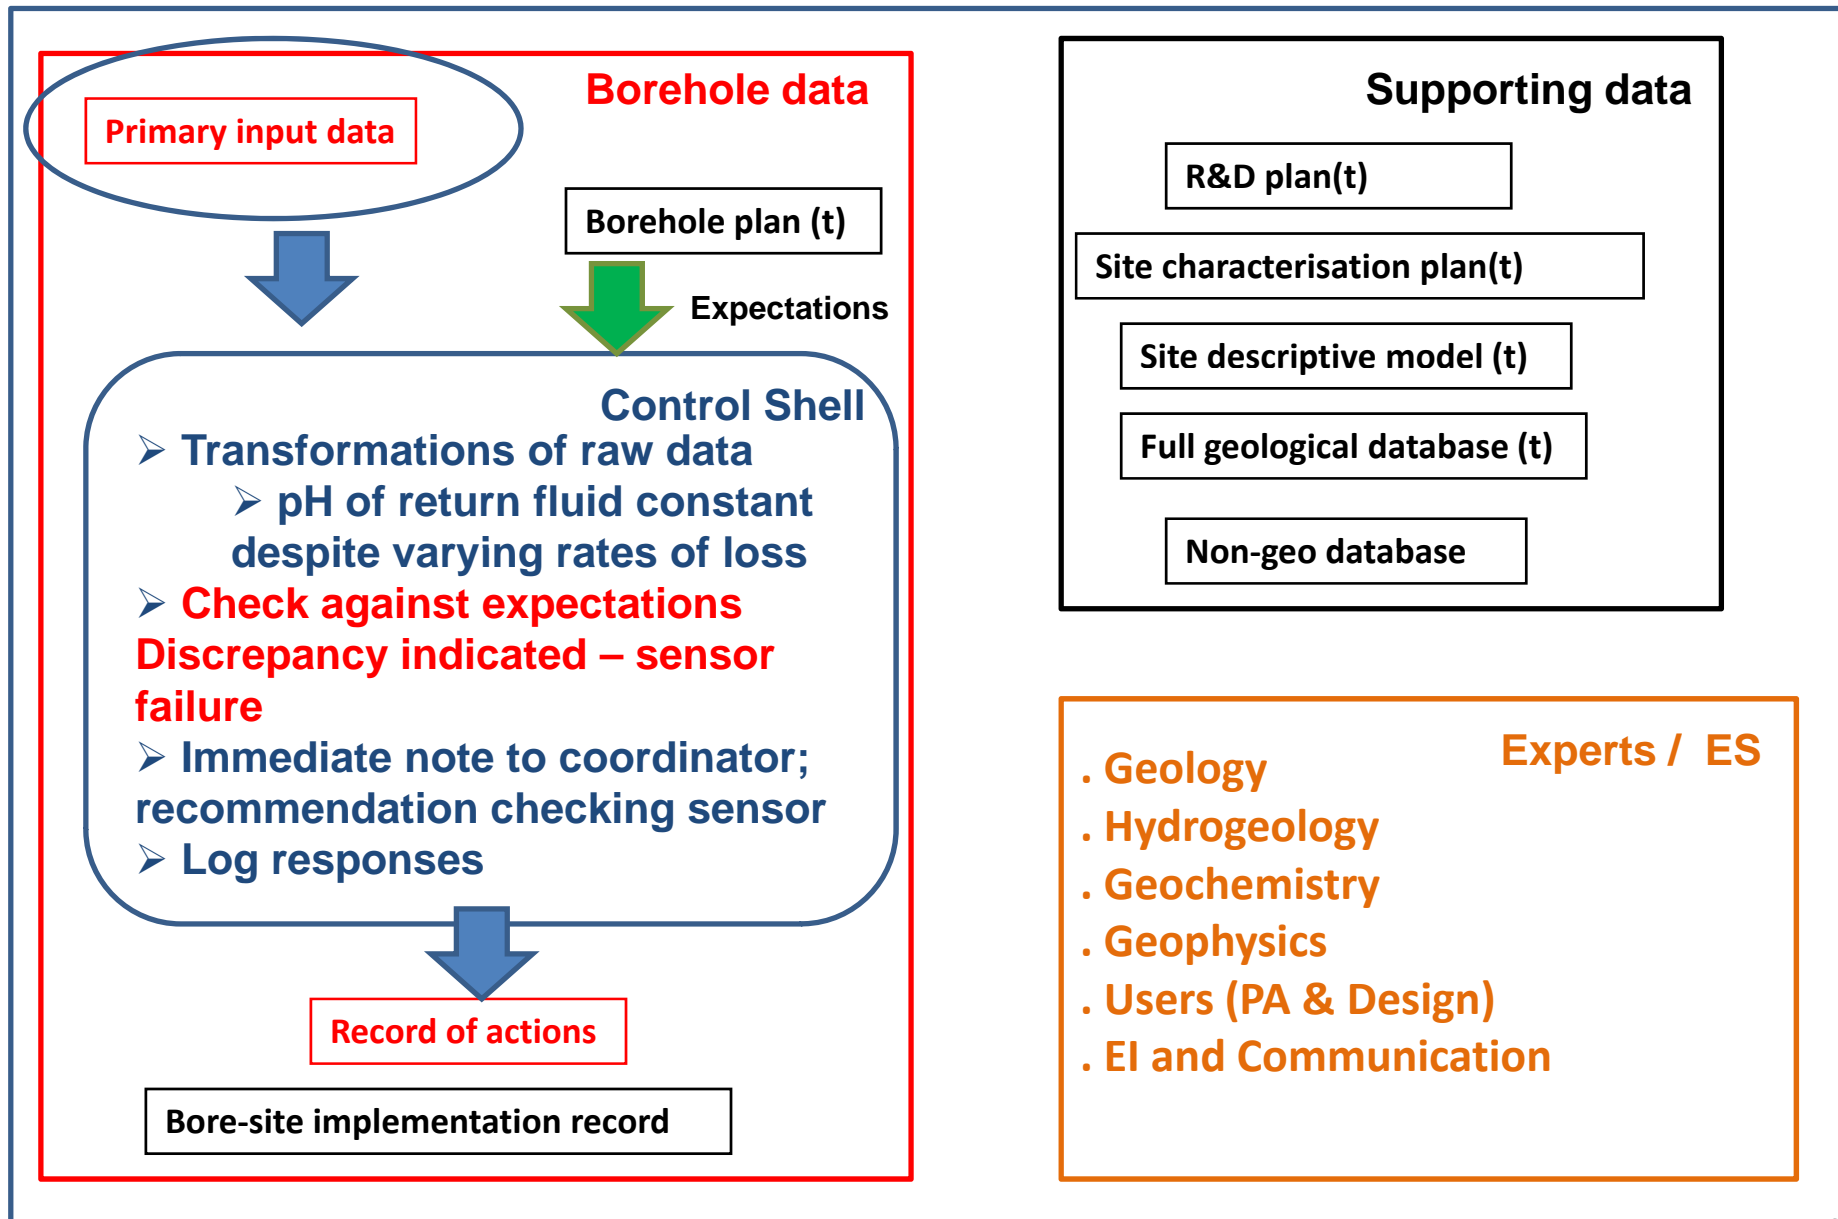 Borehole data
Primary input data
Borehole plan (t)
Expectations
Control Shell
➢ Transformations of raw data
➢ pH of return fluid constant
despite varying rates of loss
➢ Check against expectations
Discrepancy indicated – sensor
failure
➢ Immediate note to coordinator;
recommendation checking sensor
➢ Log responses
Record of actions
Bore-site implementation record
Supporting data
R&D plan(t)
Site characterisation plan(t)
Site descriptive model (t)
Full geological database (t)
Non-geo database
Experts /  ES
. Geology
. Hydrogeology
. Geochemistry
. Geophysics
. Users (PA & Design)
. EI and Communication